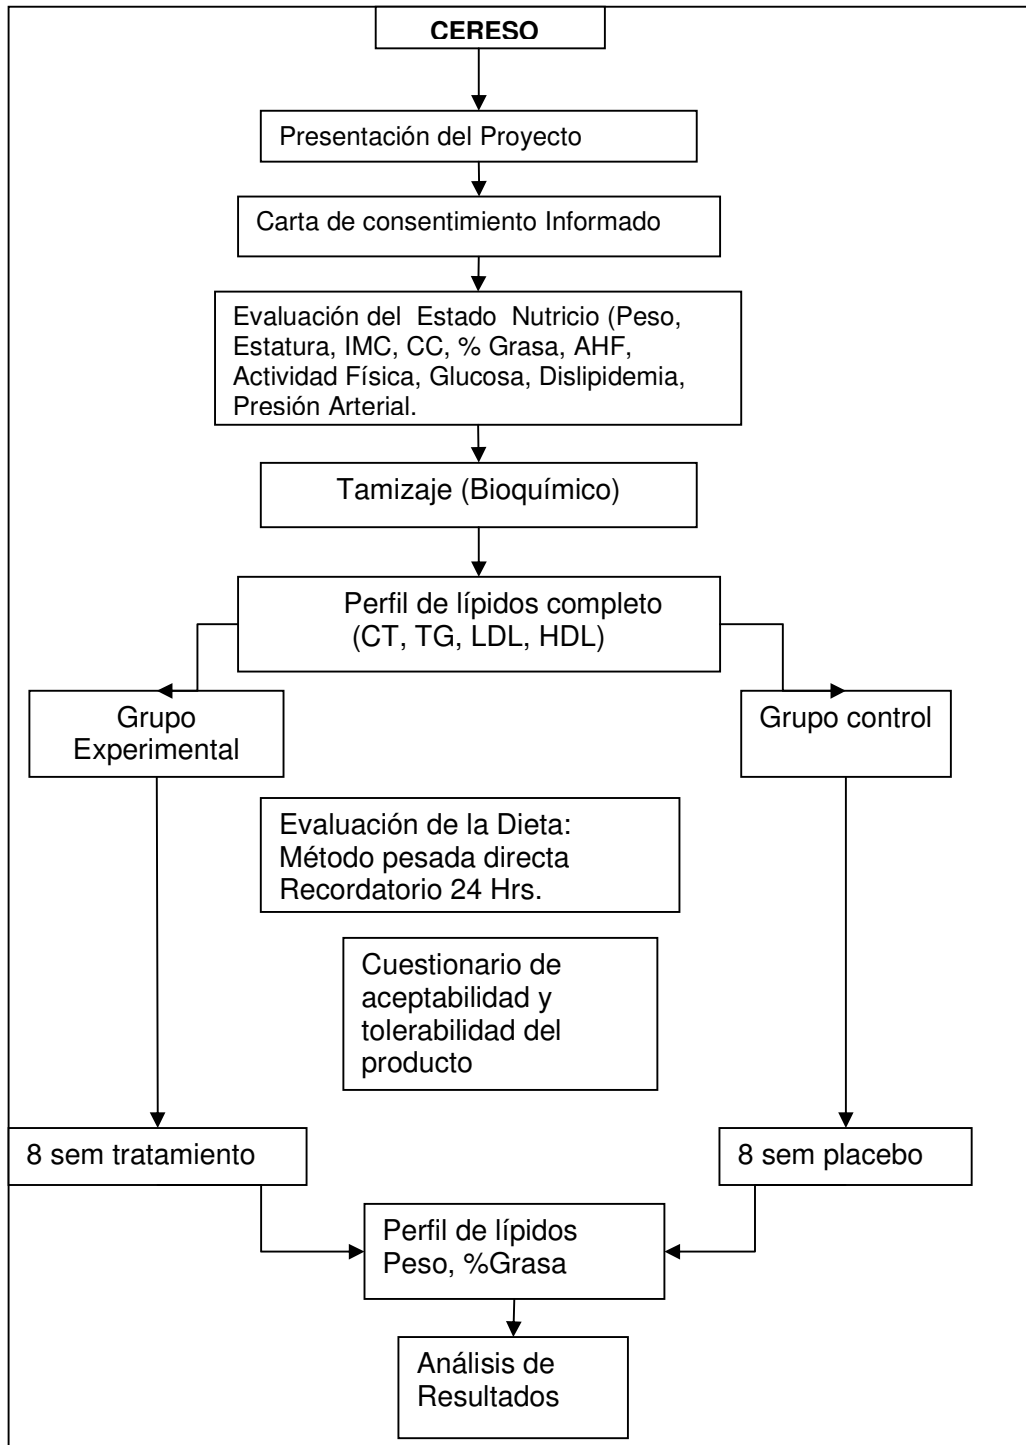 CERESO
Presentación del Proyecto
Carta de consentimiento Informado
Evaluación del Estado Nutricio (Peso,
Estatura, IMC, CC, % Grasa, AHF,
Actividad Física, Glucosa, Dislipidemia,
Presión Arterial.
Tamizaje (Bioquímico)
Perfil de lípidos completo
(CT, TG, LDL, HDL)
Grupo
Experimental
Grupo control
Evaluación de la Dieta:
Método pesada directa
Recordatorio 24 Hrs.
Cuestionario de
aceptabilidad y
tolerabilidad del
producto
8 sem tratamiento
8 sem placebo
Perfil de lípidos
Peso, %Grasa
Análisis de
Resultados